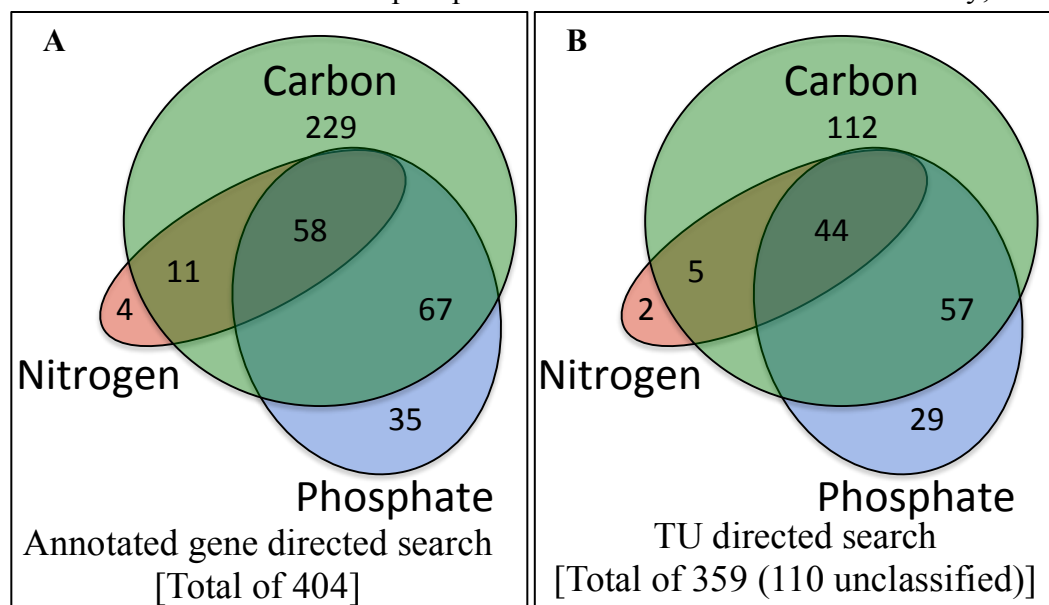 A
Carbon
229
58
11
4
67
Nitrogen
35
Phosphate
Annotated gene directed search
[Total of 404]
B
Carbon
112
44
5
2
57
Nitrogen
29
Phosphate
TU directed search
[Total of 359 (110 unclassified)]